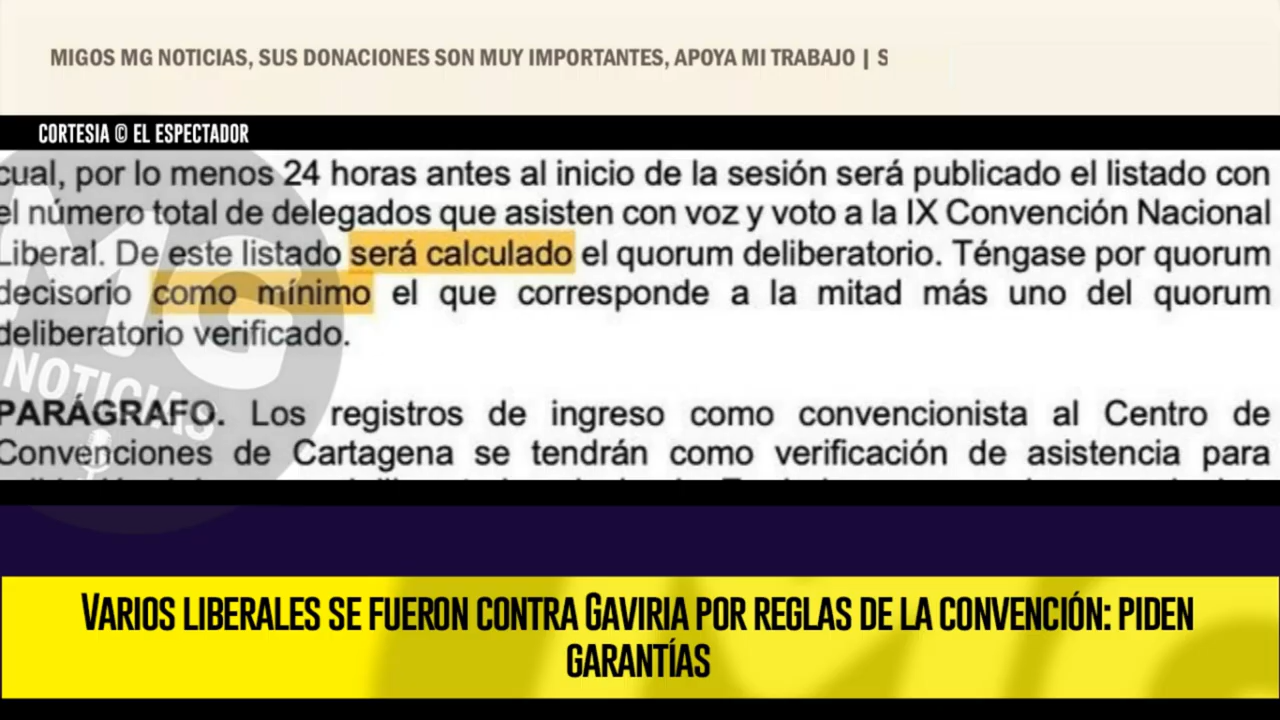 MIGOS MG NOTICIAS, SUS DONACIONES SON MUY IMPORTANTES, APOYA MI TRABAJO | S
CORTESIA © EL ESPECTADOR
cual, por lo menos 24 horas antes al inicio de la sesión será publicado el listado con
el número total de delegados que asisten con voz y voto a la IX Convención Nacional
Liberal. De este listado será calculado el quorum deliberatorio. Téngase por quorum
decisorio como mínimo el que corresponde a la mitad más uno del quorum
deliberatorio verificado.
MG
NOTICIAS
PARÁGRAFO. Los registros de ingreso como convencionista al Centro de
Convenciones de Cartagena se tendrán como verificación de asistencia para
VARIOS LIBERALES SE FUERON CONTRA GAVIRIA POR REGLAS DE LA CONVENCIÓN: PIDEN
GARANTÍAS